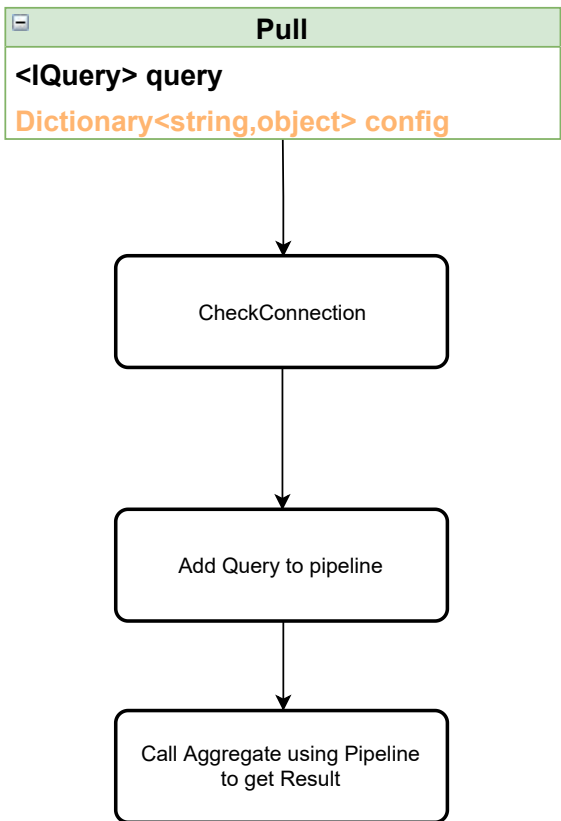 Pull
<IQuery> query
Dictionary<string,object> config
CheckConnection
Add Query to pipeline
Call Aggregate using Pipeline
to get Result